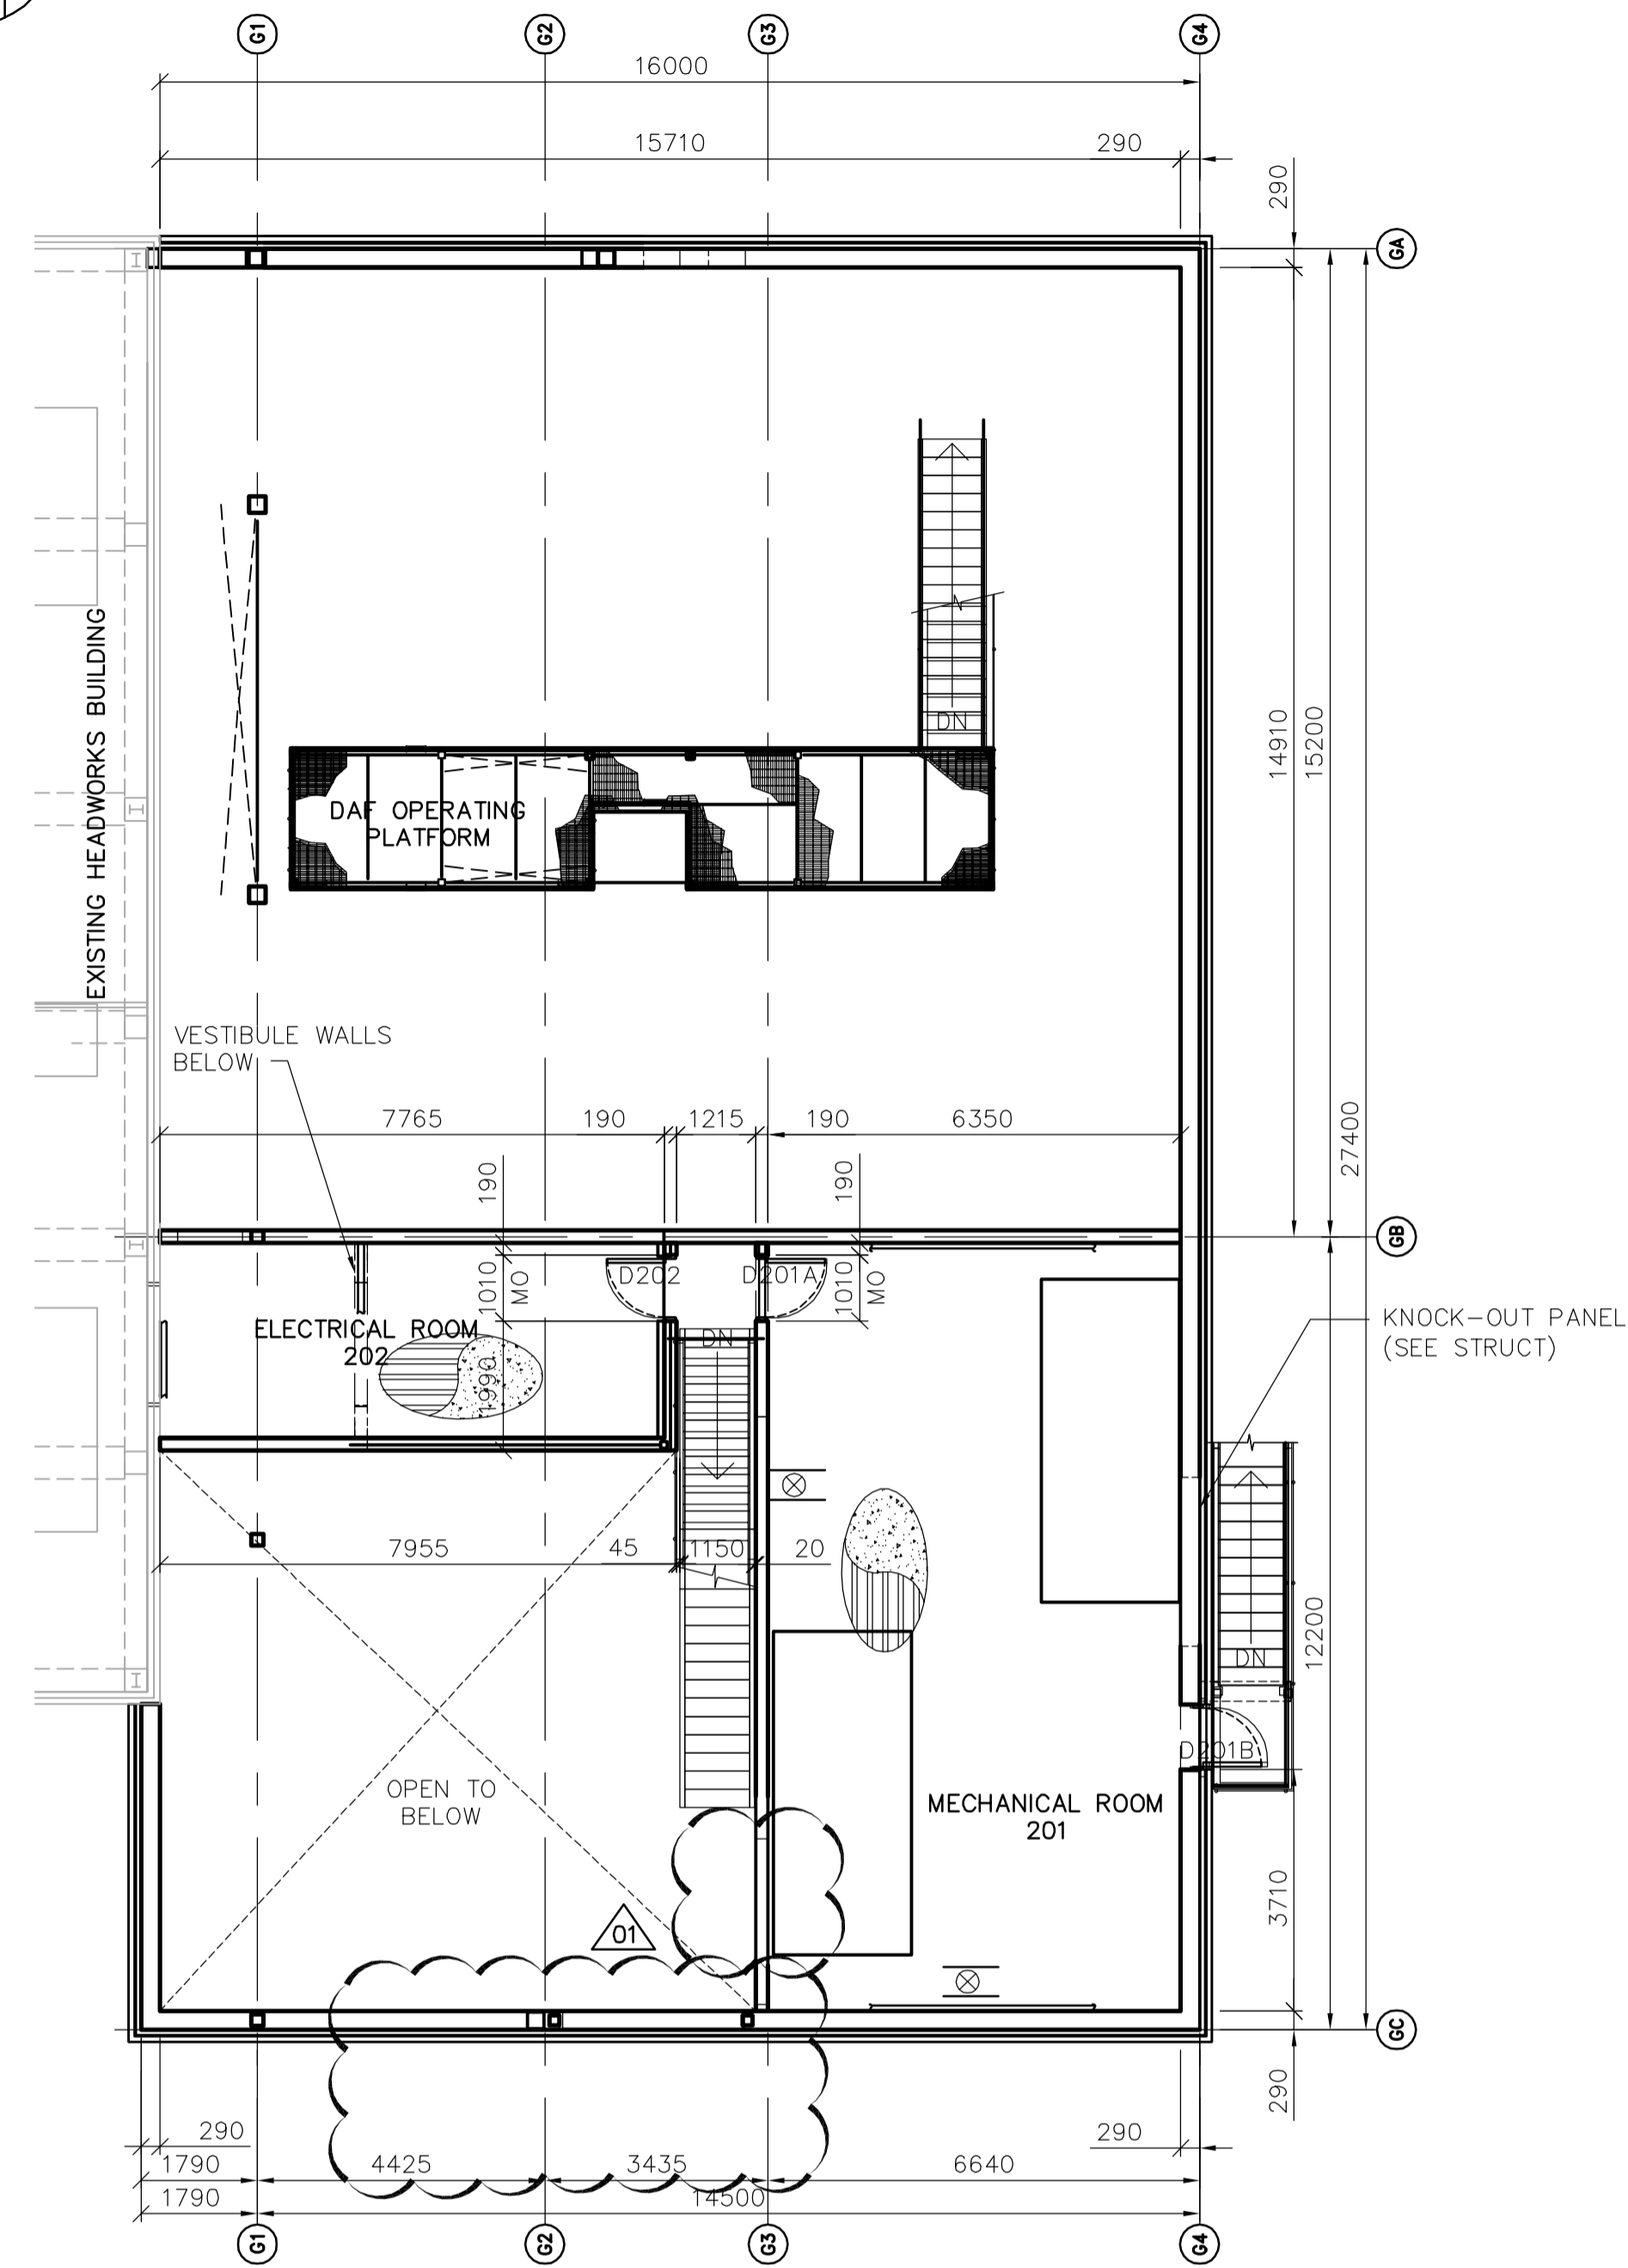 G1
G2
G3
G4
16000
15710
290
290
GA
EXISTING HEADWORKS BUILDING
DN
14910
15200
DAF OPERATING
PLATFORM
VESTIBULE WALLS
BELOW
7765
190
1215
190
6350
27400
190
190
GB
D202
D201A
1010
MO
1010
MO
ELECTRICAL ROOM
202
DN
1990
KNOCK-OUT PANEL
(SEE STRUCT)
7955
45
1150
20
12200
DN
D201B
OPEN TO
BELOW
MECHANICAL ROOM
201
3710
01
GC
290
290
290
1790
4425
3435
6640
1790
14500
G1
G2
G3
G4